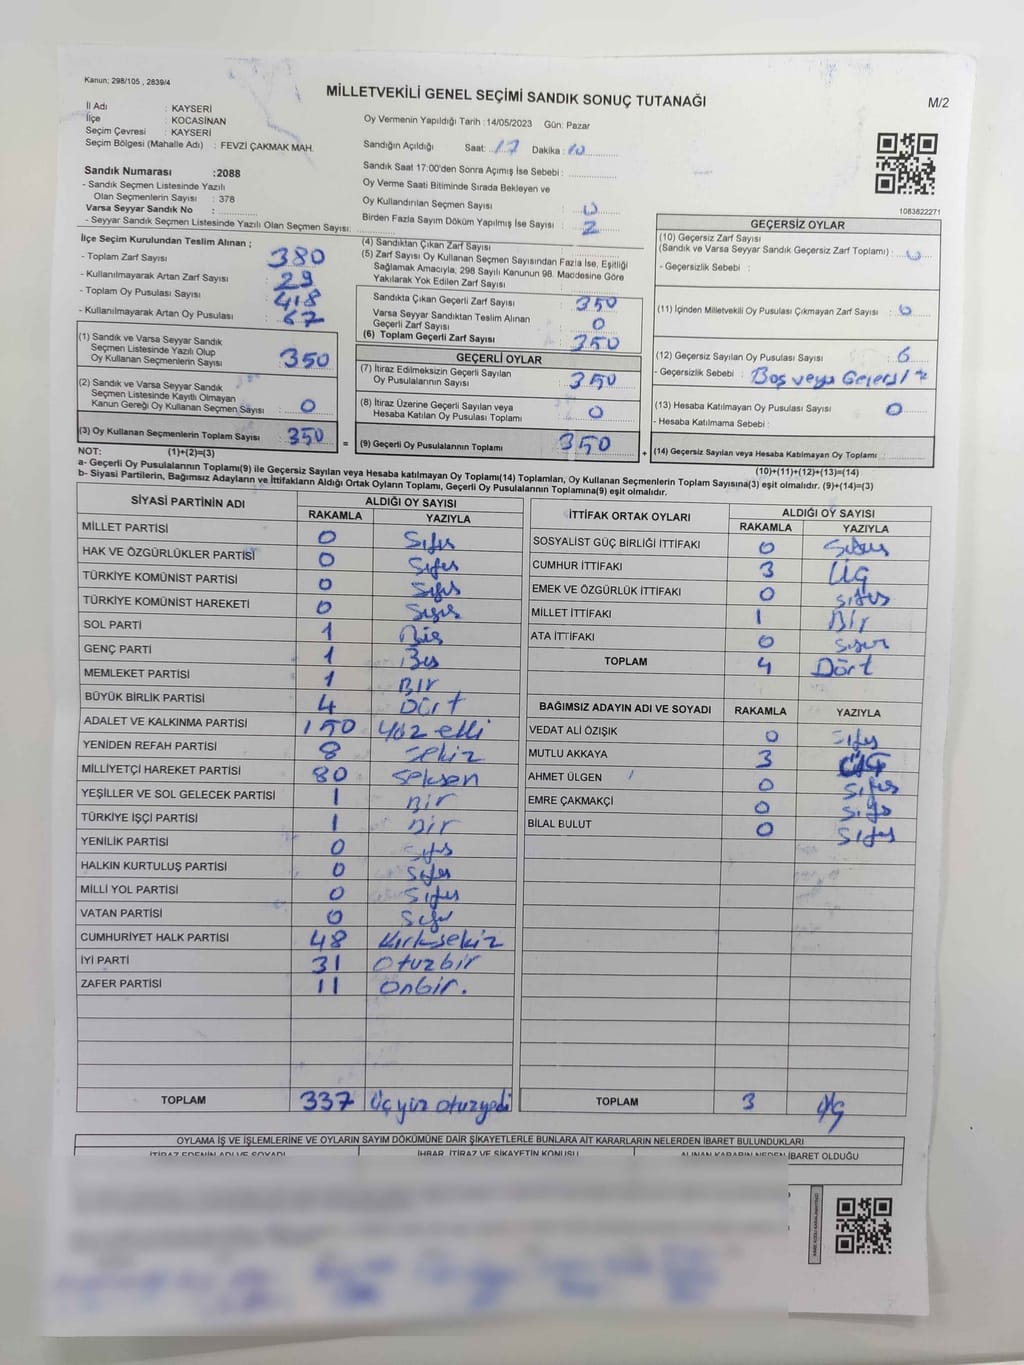 Kanun: 298/105 , 2839/4
MİLLETVEKİLİ GENEL SEÇİMİ SANDIK SONUÇ TUTANAĞI
M/2
İl Adı : KAYSERİ
İlçe : KOCASİNAN
Seçim Çevresi : KAYSERİ
Seçim Bölgesi (Mahalle Adı) : FEVZİ ÇAKMAK MAH.
Sandık Numarası :2088
- Sandık Seçmen Listesinde Yazılı
Olan Seçmenlerin Sayısı : 378
Varsa Seyyar Sandık No :
- Seyyar Sandık Seçmen Listesinde Yazılı Olan Seçmen Sayısı:
Oy Vermenin Yapıldığı Tarih : 14/05/2023 Gün: Pazar
Sandığın Açıldığı Saat: 17 Dakika: 10
Sandık Saat 17:00'den Sonra Açımış İse Sebebi :
Oy Verme Saati Bitiminde Sırada Bekleyen ve
Oy Kullandırılan Seçmen Sayısı : 0
Birden Fazla Sayım Döküm Yapılmış İse Sayısı : 2
1083822271
İlçe Seçim Kurulundan Teslim Alınan ;
- Toplam Zarf Sayısı : 380
- Kullanılmayarak Artan Zarf Sayısı : 29
- Toplam Oy Pusulası Sayısı : 418
- Kullanılmayarak Artan Oy Pusulası : 67
(1) Sandık ve Varsa Seyyar Sandık
Seçmen Listesinde Yazılı Olup
Oy Kullanan Seçmenlerin Sayısı : 350
(2) Sandık ve Varsa Seyyar Sandık
Seçmen Listesinde Kayıtlı Olmayan
Kanun Gereği Oy Kullanan Seçmen Sayısı : 0
(3) Oy Kullanan Seçmenlerin Toplam Sayısı : 350
(4) Sandıktan Çıkan Zarf Sayısı :
(5) Zarf Sayısı Oy Kullanan Seçmen Sayısından Fazla İse, Eşitliği
Sağlamak Amacıyla; 298 Sayılı Kanunun 98. Macdesine Göre
Yakılarak Yok Edilen Zarf Sayısı :
Sandıkta Çıkan Geçerli Zarf Sayısı : 350
Varsa Seyyar Sandıktan Teslim Alınan
Geçerli Zarf Sayısı : 0
(6) Toplam Geçerli Zarf Sayısı : 350
GEÇERLİ OYLAR
(7) İtiraz Edilmeksizin Geçerli Sayılan
Oy Pusulalarının Sayısı : 350
(8) İtiraz Üzerine Geçerli Sayılan veya
Hesaba Katılan Oy Pusulası Toplamı : 0
= (9) Geçerli Oy Pusulalarının Toplamı : 350 +
GEÇERSİZ OYLAR
(10) Geçersiz Zarf Sayısı
(Sandık ve Varsa Seyyar Sandık Geçersiz Zarf Toplamı) : 0
- Geçersizlik Sebebi :
(11) İçinden Milletvekili Oy Pusulası Çıkmayan Zarf Sayısı : 0
(12) Geçersiz Sayılan Oy Pusulası Sayısı : 6
- Geçersizlik Sebebi : Boş veya
(13) Hesaba Katılmayan Oy Pusulası Sayısı : 0
- Hesaba Katılmama Sebebi :
(14) Geçersiz Sayılan veya Hesaba Katılmayan Oy Toplamı :
NOT: (1)+(2)=(3) (10)+(11)+(12)+(13)=(14)
a- Geçerli Oy Pusulalarının Toplamı(9) ile Geçersiz Sayılan veya Hesaba katılmayan Oy Toplamı(14) Toplamları, Oy Kullanan Seçmenlerin Toplam Sayısına(3) eşit olmalıdır. (9)+(14)=(3)
b- Siyasi Partilerin, Bağımsız Adayların ve İttifakların Aldığı Ortak Oyların Toplamı, Geçerli Oy Pusulalarının Toplamına(9) eşit olmalıdır.
SİYASİ PARTİNİN ADI ALDIĞI OY SAYISI
RAKAMLA YAZIYLA
MİLLET PARTİSİ 0 Sıfır
HAK VE ÖZGÜRLÜKLER PARTİSİ 0 Sıfır
TÜRKİYE KOMÜNİST PARTİSİ 0 Sıfır
TÜRKİYE KOMÜNİST HAREKETİ 0 Sıfır
SOL PARTİ 1 Bir
GENÇ PARTİ 1 Bir
MEMLEKET PARTİSİ 1 Bır
BÜYÜK BİRLİK PARTİSİ 4 Dört
ADALET VE KALKINMA PARTİSİ 150 Yüz elli
YENİDEN REFAH PARTİSİ 8 Sekiz
MİLLİYETÇİ HAREKET PARTİSİ 80 Seksen
YEŞİLLER VE SOL GELECEK PARTİSİ 1 Bir
TÜRKİYE İŞÇİ PARTİSİ 1 Bir
YENİLİK PARTİSİ 0 Sıfır
HALKIN KURTULUŞ PARTİSİ 0 Sıfır
MİLLİ YOL PARTİSİ 0 Sıfır
VATAN PARTİSİ 0 Sıfır
CUMHURİYET HALK PARTİSİ 48 Kırksekiz
İYİ PARTİ 31 Otuzbir
ZAFER PARTİSİ 11 Onbir.
TOPLAM 337 Üçyüz otuzyedi
İTTİFAK ORTAK OYLARI ALDIĞI OY SAYISI
RAKAMLA YAZIYLA
SOSYALİST GÜÇ BİRLİĞİ İTTİFAKI 0 Sıfır
CUMHUR İTTİFAKI 3 Üç
EMEK VE ÖZGÜRLÜK İTTİFAKI 0 Sıfır
MİLLET İTTİFAKI 1 Bir
ATA İTTİFAKI 0 Sıfır
TOPLAM 4 Dört
BAĞIMSIZ ADAYIN ADI VE SOYADI RAKAMLA YAZIYLA
VEDAT ALİ ÖZIŞIK 0 Sıfır
MUTLU AKKAYA 3 Üç
AHMET ÜLGEN 0 Sıfır
EMRE ÇAKMAKÇİ 0 Sıfır
BİLAL BULUT 0 Sıfır
TOPLAM 3 Üç
OYLAMA İŞ VE İŞLEMLERİNE VE OYLARIN SAYIM DÖKÜMÜNE DAİR ŞİKAYETLERLE BUNLARA AİT KARARLARIN NELERDEN İBARET BULUNDUKLARI
İTİRAZ EDENİN ADI VE SOYADI İHBAR, İTİRAZ VE ŞİKAYETİN KONUSU ALINAN KARARIN NEDEN İBARET OLDUĞU